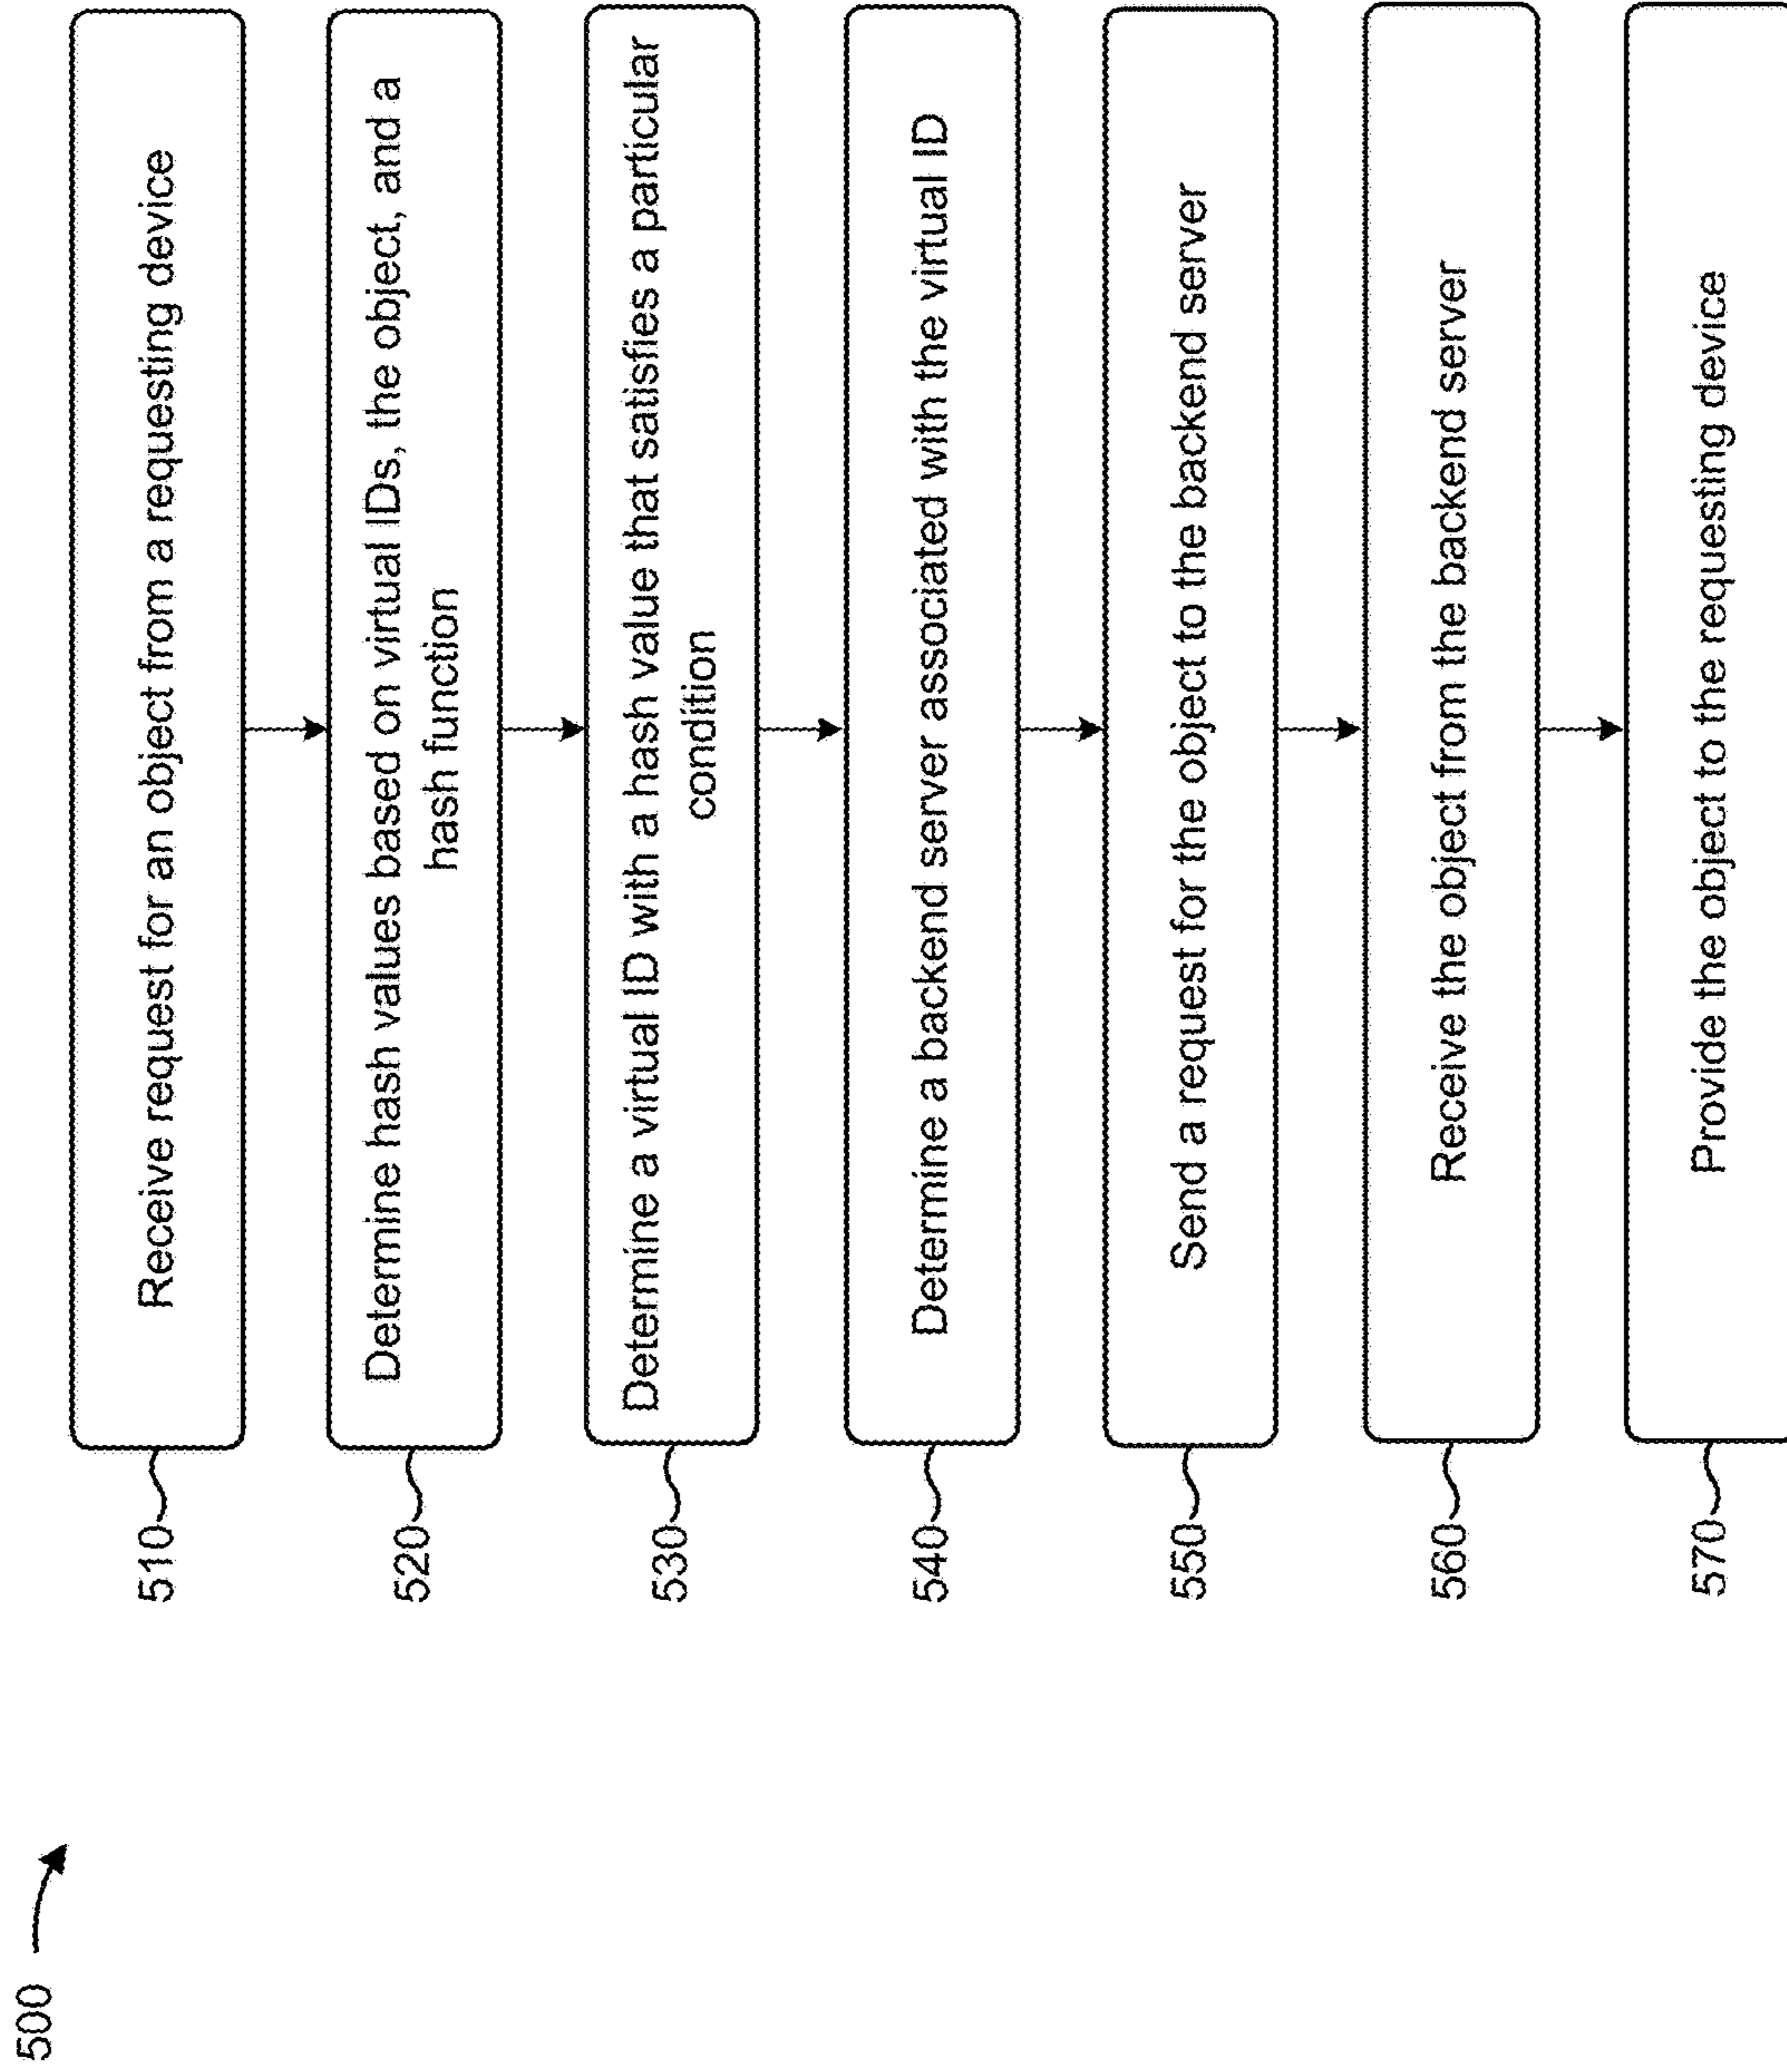 500
510
Receive request for an object from a requesting device
520
Determine hash values based on virtual IDs, the object, and a
hash function
530
Determine a virtual ID with a hash value that satisfies a particular
condition
540
Determine a backend server associated with the virtual ID
550
Send a request for the object to the backend server
560
Receive the object from the backend server
570
Provide the object to the requesting device